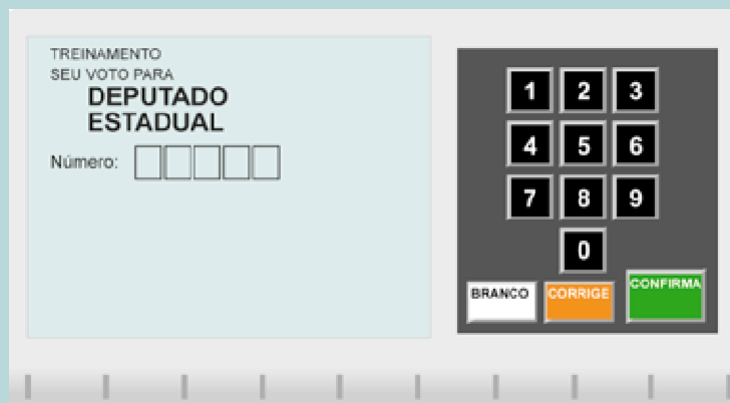 TREINAMENTO
SEU VOTO PARA
DEPUTADO
ESTADUAL
Número:
1 2 3
4 5 6
7 8 9
0
BRANCO CORRIGE CONFIRMA